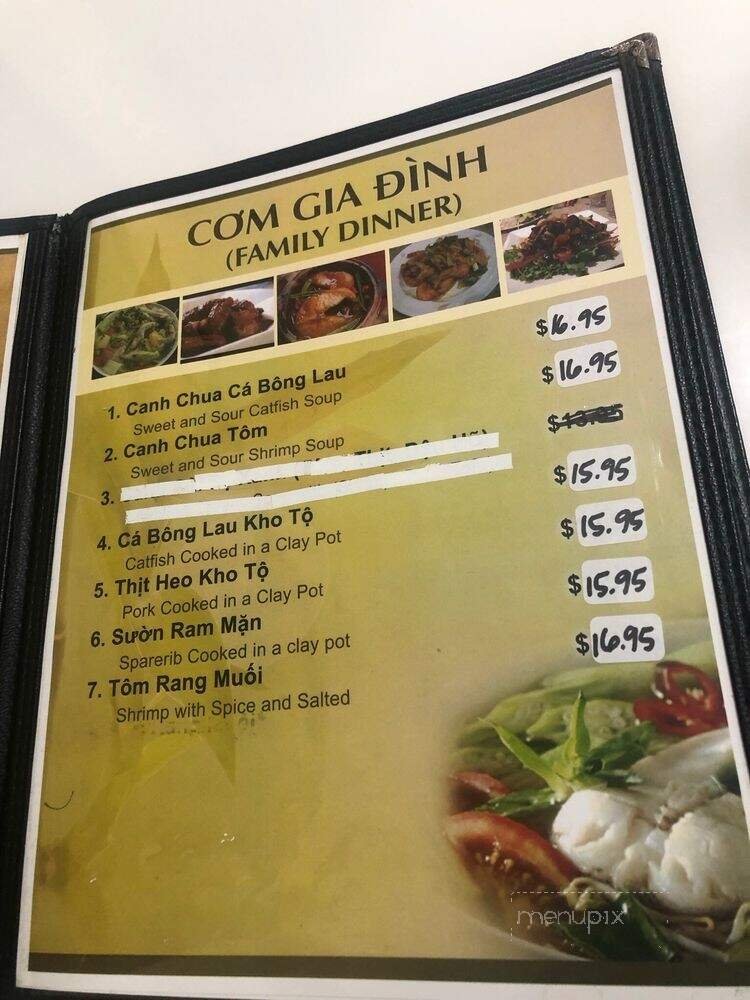 CƠM GIA ĐÌNH
(FAMILY DINNER)
1. Canh Chua Cá Bông Lau $16.95
Sweet and Sour Catfish Soup
2. Canh Chua Tôm $16.95
Sweet and Sour Shrimp Soup
3.
4. Cá Bông Lau Kho Tộ $15.95
Catfish Cooked in a Clay Pot
5. Thịt Heo Kho Tộ $15.95
Pork Cooked in a Clay Pot
6. Sườn Ram Mặn $15.95
Sparerib Cooked in a clay pot
7. Tôm Rang Muối $16.95
Shrimp with Spice and Salted
menupix